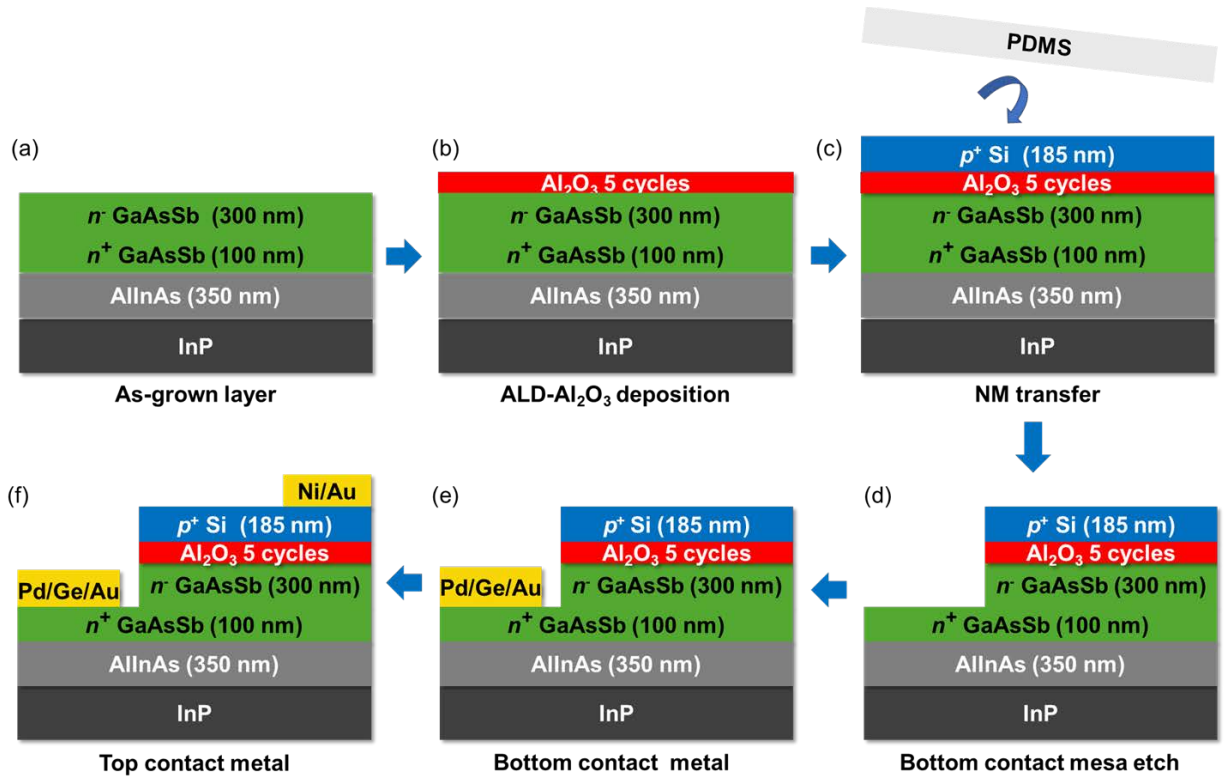 PDMS
(a)
n⁻ GaAsSb (300 nm)
n⁺ GaAsSb (100 nm)
AlInAs (350 nm)
InP
As-grown layer
(b)
Al₂O₃ 5 cycles
n⁻ GaAsSb (300 nm)
n⁺ GaAsSb (100 nm)
AlInAs (350 nm)
InP
ALD-Al₂O₃ deposition
(c)
p⁺ Si (185 nm)
Al₂O₃ 5 cycles
n⁻ GaAsSb (300 nm)
n⁺ GaAsSb (100 nm)
AlInAs (350 nm)
InP
NM transfer
(f)
Ni/Au
p⁺ Si (185 nm)
Al₂O₃ 5 cycles
Pd/Ge/Au
n⁻ GaAsSb (300 nm)
n⁺ GaAsSb (100 nm)
AlInAs (350 nm)
InP
Top contact metal
(e)
p⁺ Si (185 nm)
Al₂O₃ 5 cycles
Pd/Ge/Au
n⁻ GaAsSb (300 nm)
n⁺ GaAsSb (100 nm)
AlInAs (350 nm)
InP
Bottom contact metal
(d)
p⁺ Si (185 nm)
Al₂O₃ 5 cycles
n⁻ GaAsSb (300 nm)
n⁺ GaAsSb (100 nm)
AlInAs (350 nm)
InP
Bottom contact mesa etch